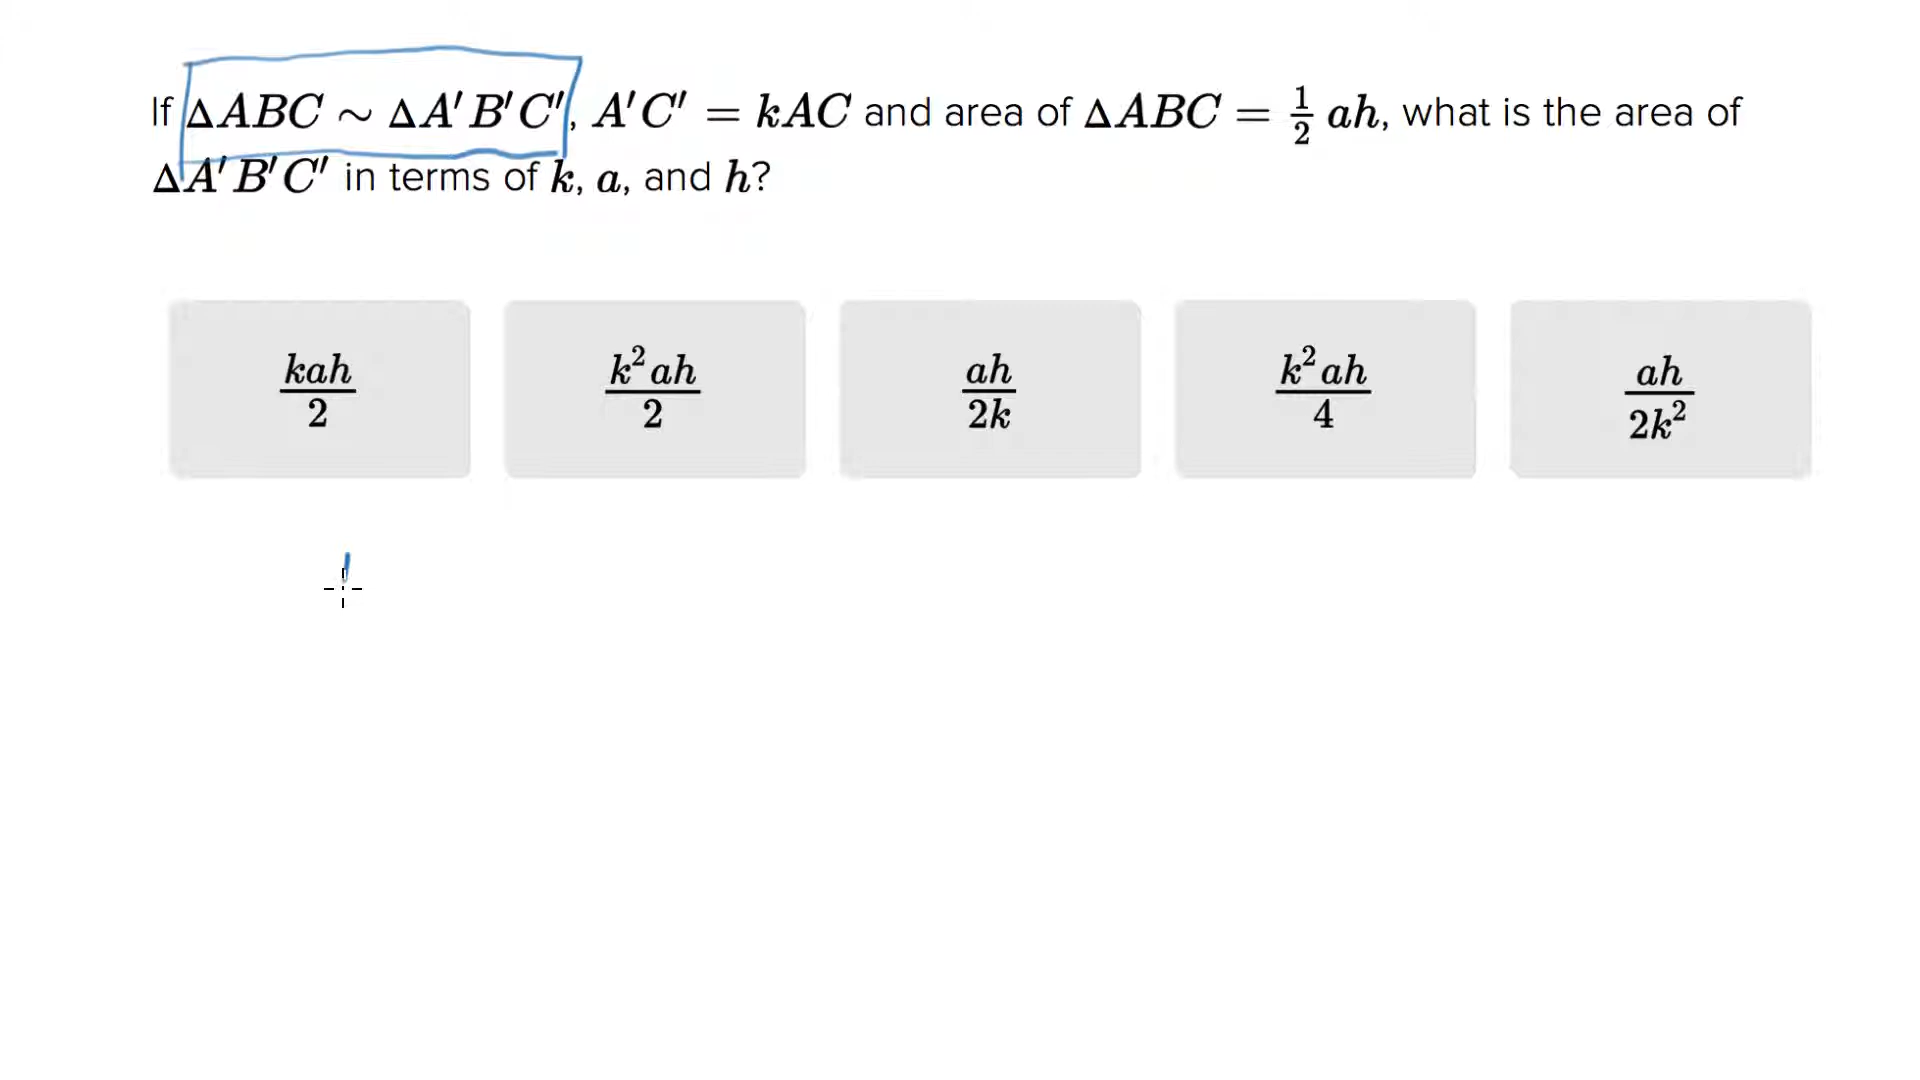 If ΔABC ~ ΔA′B′C′, A′C′ = kAC and area of ΔABC = 1/2 ah, what is the area of
ΔA′B′C′ in terms of k, a, and h?
kah/2 k²ah/2 ah/2k k²ah/4 ah/2k²